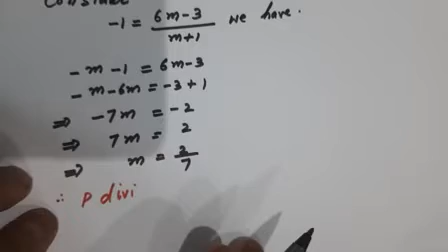 Consider
-1 = (6m-3)/(m+1) we have.
-m -1 = 6m-3
-m-6m = -3+1
⇒ -7m = -2
⇒ 7m = 2
⇒ m = 2/7
∴ P divi